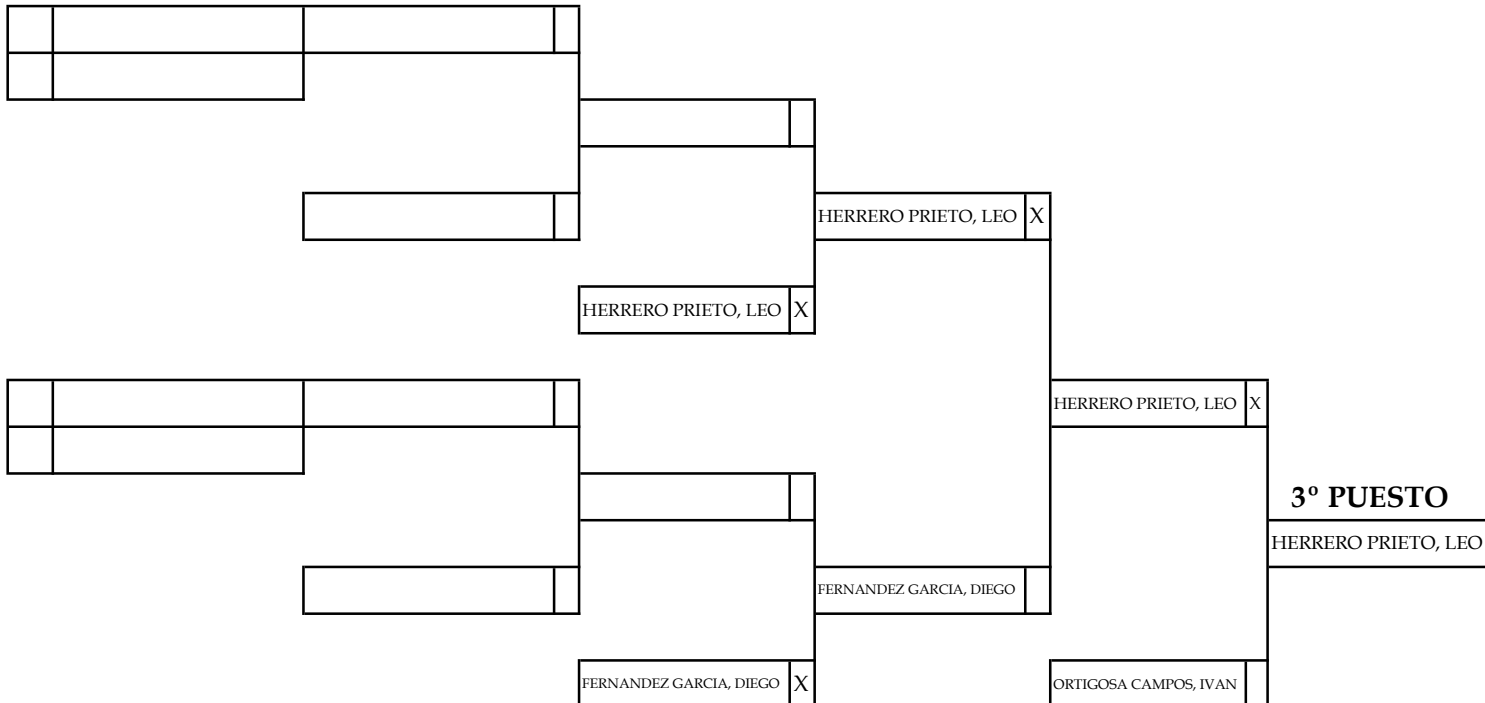 HERRERO PRIETO, LEO X
HERRERO PRIETO, LEO X
HERRERO PRIETO, LEO X
3º PUESTO
HERRERO PRIETO, LEO
FERNANDEZ GARCIA, DIEGO
FERNANDEZ GARCIA, DIEGO X
ORTIGOSA CAMPOS, IVAN